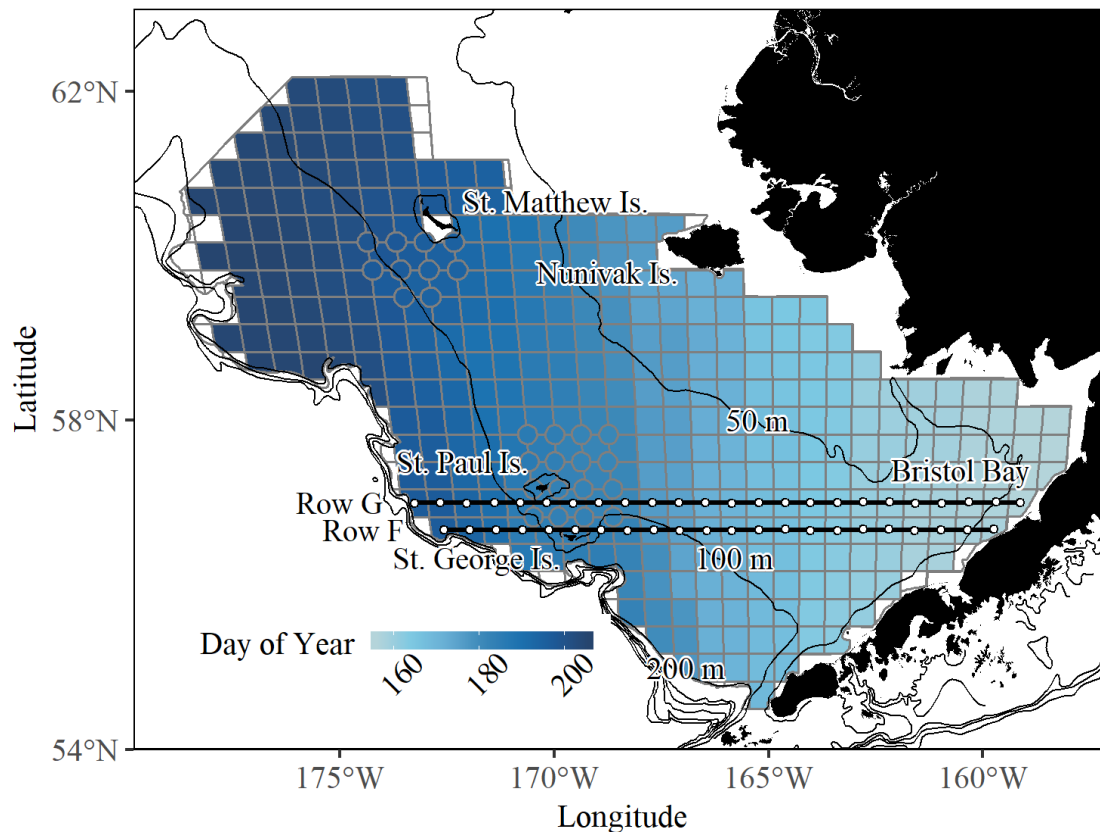 62°N
St. Matthew Is.
Nunivak Is.
Latitude
58°N
50 m
St. Paul Is.
Bristol Bay
Row G
Row F
St. George Is.
100 m
Day of Year
160
180
200
200 m
54°N
175°W
170°W
165°W
160°W
Longitude